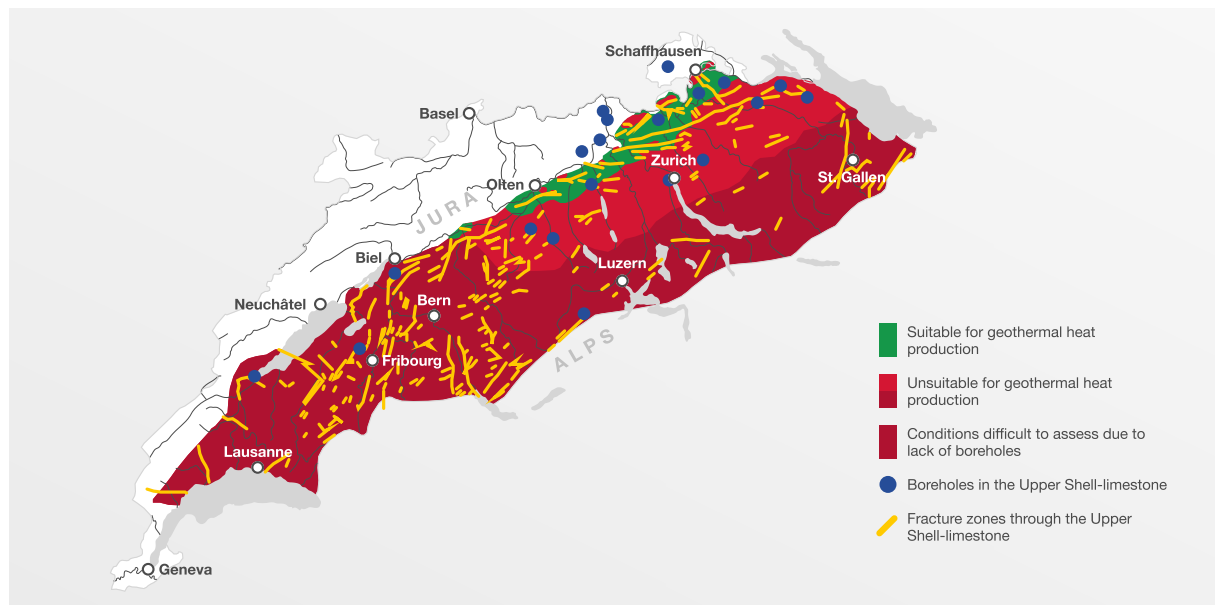 Schaffhausen
Basel
Zurich
St. Gallen
Olten
JURA
Biel
Luzern
Neuchâtel
Bern
ALPS
Fribourg
Lausanne
Geneva
Suitable for geothermal heat
production
Unsuitable for geothermal heat
production
Conditions difficult to assess due to
lack of boreholes
Boreholes in the Upper Shell-limestone
Fracture zones through the Upper
Shell-limestone